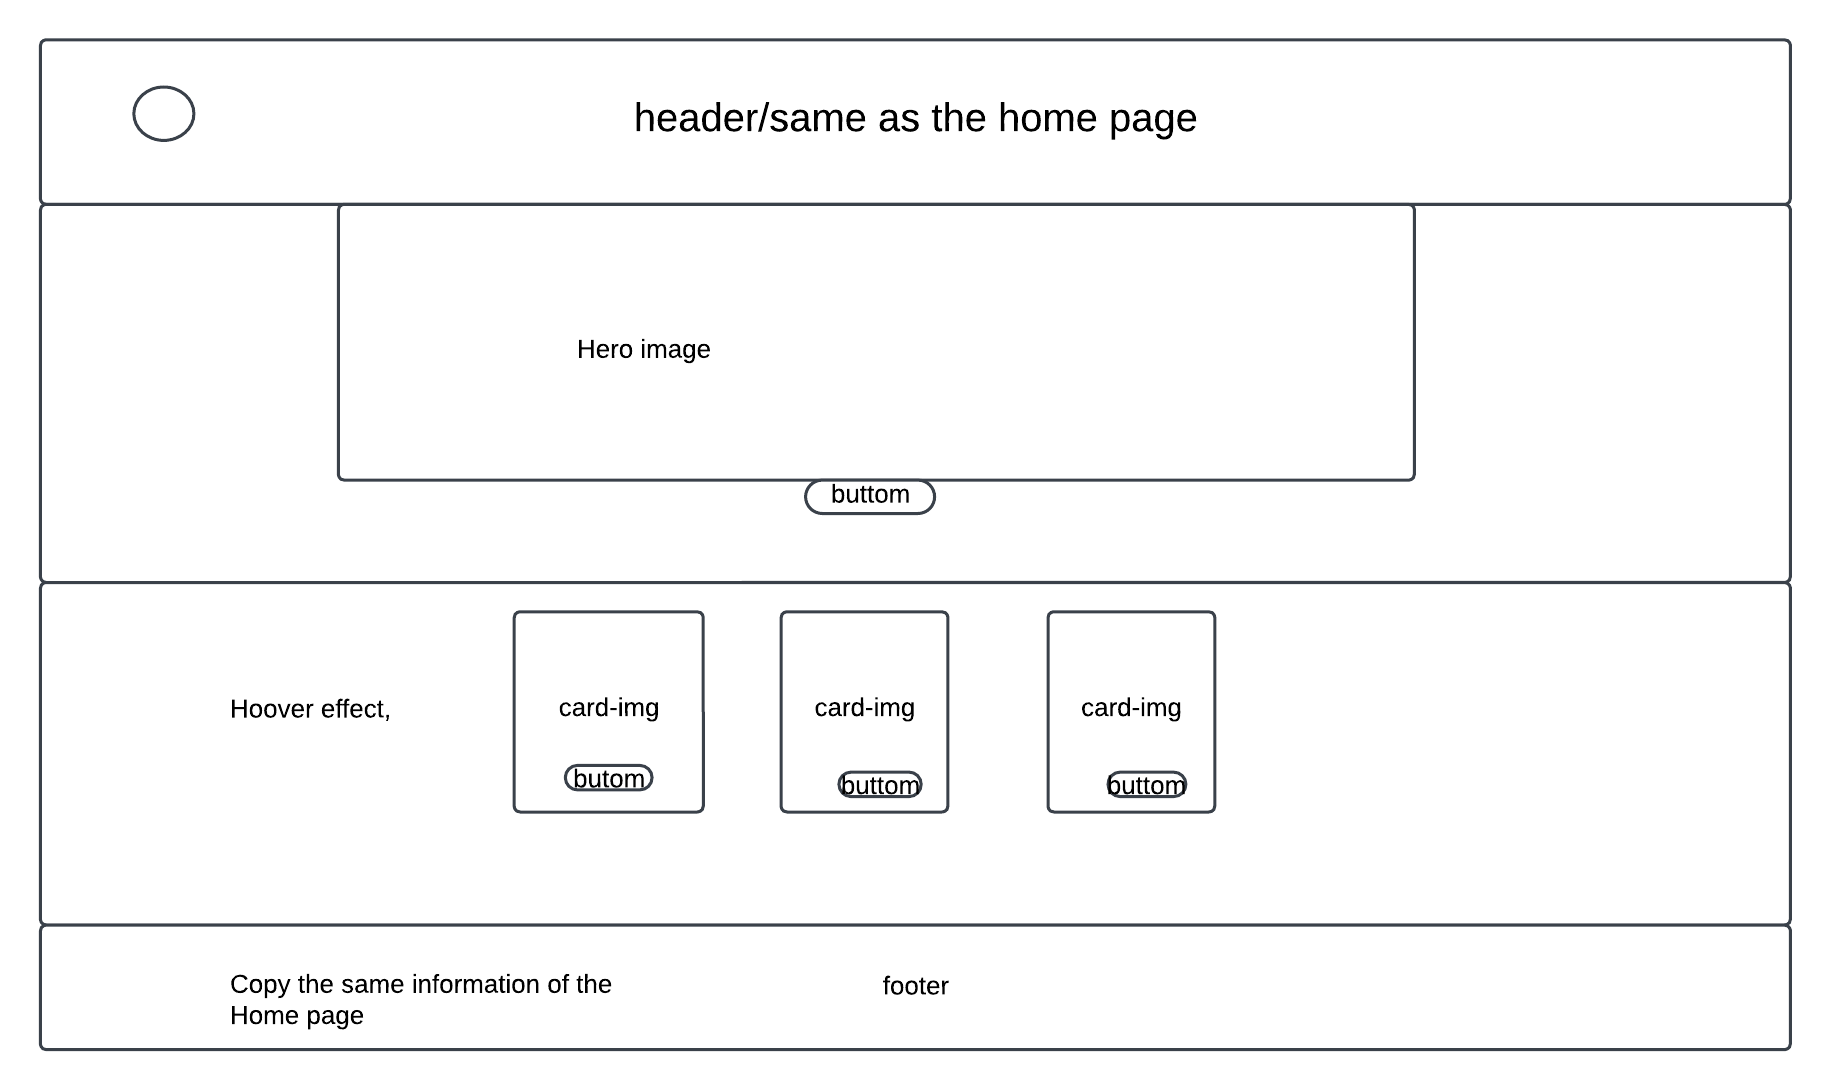 header/same as the home page
Hero image
buttom
Hoover effect,
card-img
card-img
card-img
butom
buttom
buttom
Copy the same information of the
Home page
footer